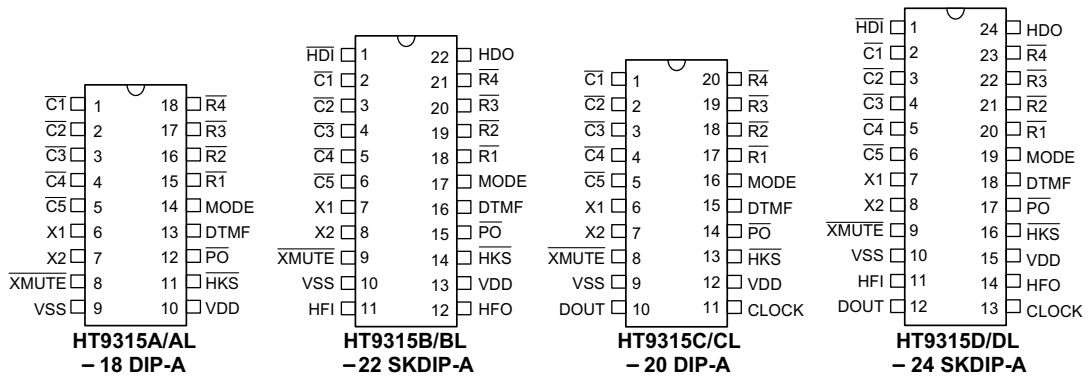 C1 1 18 R4
C2 2 17 R3
C3 3 16 R2
C4 4 15 R1
C5 5 14 MODE
X1 6 13 DTMF
X2 7 12 PO
XMUTE 8 11 HKS
VSS 9 10 VDD
HT9315A/AL
– 18 DIP-A
HDI 1 22 HDO
C1 2 21 R4
C2 3 20 R3
C3 4 19 R2
C4 5 18 R1
C5 6 17 MODE
X1 7 16 DTMF
X2 8 15 PO
XMUTE 9 14 HKS
VSS 10 13 VDD
HFI 11 12 HFO
HT9315B/BL
– 22 SKDIP-A
C1 1 20 R4
C2 2 19 R3
C3 3 18 R2
C4 4 17 R1
C5 5 16 MODE
X1 6 15 DTMF
X2 7 14 PO
XMUTE 8 13 HKS
VSS 9 12 VDD
DOUT 10 11 CLOCK
HT9315C/CL
– 20 DIP-A
HDI 1 24 HDO
C1 2 23 R4
C2 3 22 R3
C3 4 21 R2
C4 5 20 R1
C5 6 19 MODE
X1 7 18 DTMF
X2 8 17 PO
XMUTE 9 16 HKS
VSS 10 15 VDD
HFI 11 14 HFO
DOUT 12 13 CLOCK
HT9315D/DL
– 24 SKDIP-A